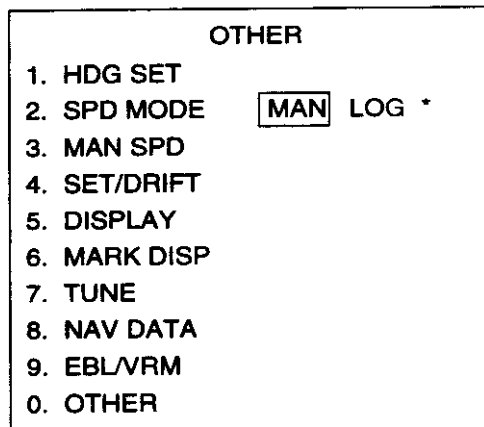 OTHER
1. HDG SET
2. SPD MODE MAN LOG *
3. MAN SPD
4. SET/DRIFT
5. DISPLAY
6. MARK DISP
7. TUNE
8. NAV DATA
9. EBL/VRM
0. OTHER